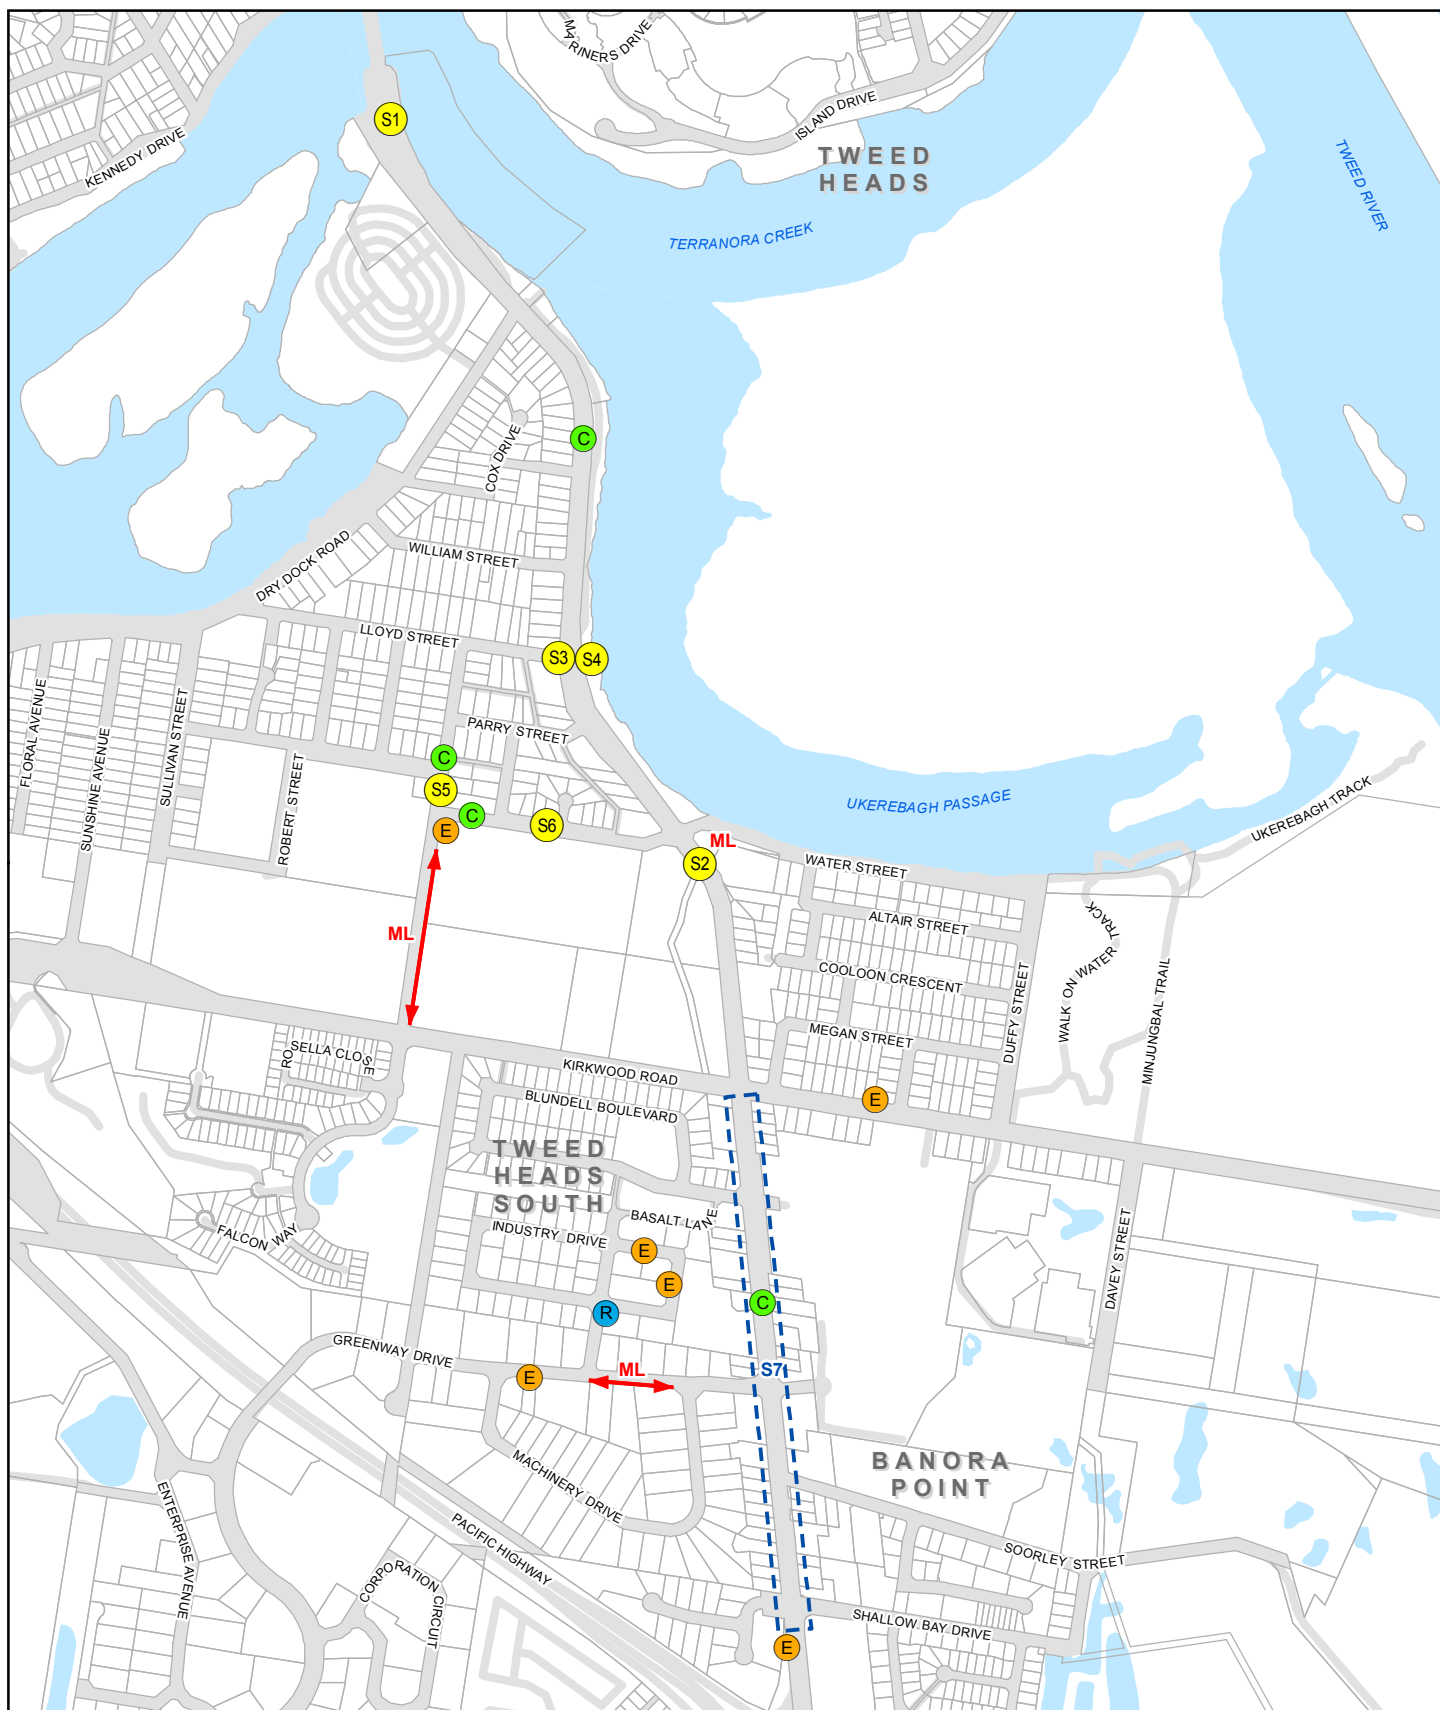 MARINERS DRIVE
ISLAND DRIVE
S1
KENNEDY DRIVE
TWEED
HEADS
TWEED RIVER
TERRANORA CREEK
C
COX DRIVE
WILLIAM STREET
DRY DOCK ROAD
LLOYD STREET
S3
S4
FLORAL AVENUE
SUNSHINE AVENUE
SULLIVAN STREET
ROBERT STREET
PARRY STREET
C
S5
C
E
S6
ML
S2
UKEREBAGH PASSAGE
UKEREBAGH TRACK
WATER STREET
ALTAIR STREET
COOLOON CRESCENT
MEGAN STREET
DUFFY STREET
WALK ON WATER
TRACK
MINJUNGBAL TRAIL
ML
ROSELLA CLOSE
KIRKWOOD ROAD
BLUNDELL BOULEVARD
E
TWEED
HEADS
SOUTH
FALCON WAY
INDUSTRY DRIVE
BASALT LANE
E
E
R
C
DAVEY STREET
GREENWAY DRIVE
E
ML
S7
MACHINERY DRIVE
BANORA
POINT
ENTERPRISE AVENUE
PACIFIC HIGHWAY
CORPORATION CIRCUIT
SOORLEY STREET
SHALLOW BAY DRIVE
E